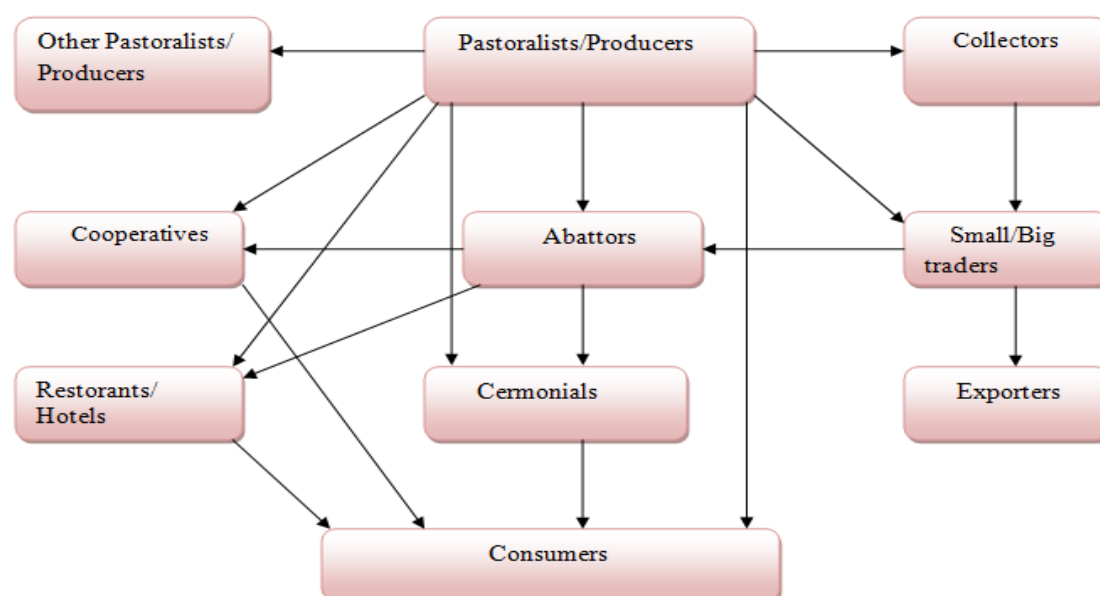 Other Pastoralists/
Producers
Pastoralists/Producers
Collectors
Cooperatives
Abattors
Small/Big
traders
Restorants/
Hotels
Cermonials
Exporters
Consumers